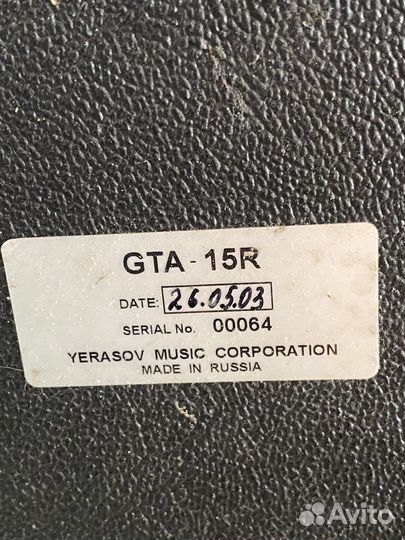 GTA - 15R
DATE: 26.05.03
SERIAL No. 00064
YERASOV MUSIC CORPORATION
MADE IN RUSSIA
Avito